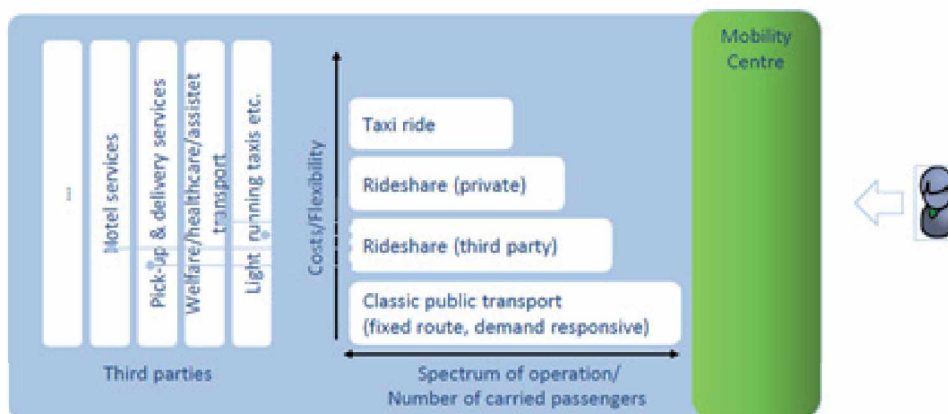 ...
Hotel services
Pick-up & delivery services
Welfare/healthcare/assistet
transport
Light running taxis etc.
Third parties
Costs/Flexibility
Taxi ride
Rideshare (private)
Rideshare (third party)
Classic public transport
(fixed route, demand responsive)
Spectrum of operation/
Number of carried passengers
Mobility
Centre